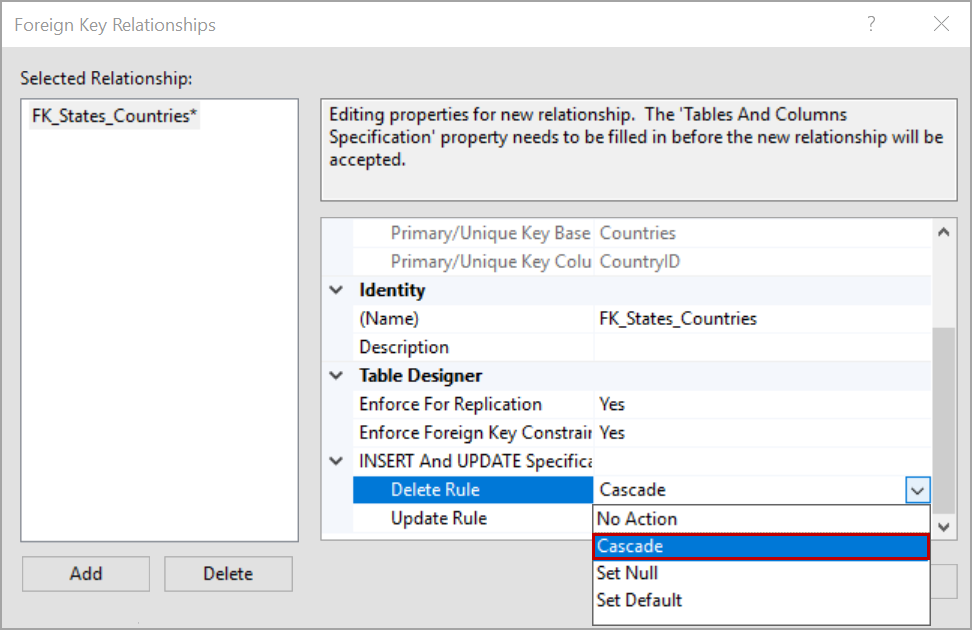 Foreign Key Relationships
?
Selected Relationship:
FK_States_Countries*
Editing properties for new relationship. The 'Tables And Columns
Specification' property needs to be filled in before the new relationship will be
accepted.
Primary/Unique Key Base Countries
Primary/Unique Key Colu CountryID
Identity
(Name) FK_States_Countries
Description
Table Designer
Enforce For Replication Yes
Enforce Foreign Key Constrain Yes
INSERT And UPDATE Specifica
Delete Rule Cascade
Update Rule
No Action
Cascade
Set Null
Set Default
Add Delete